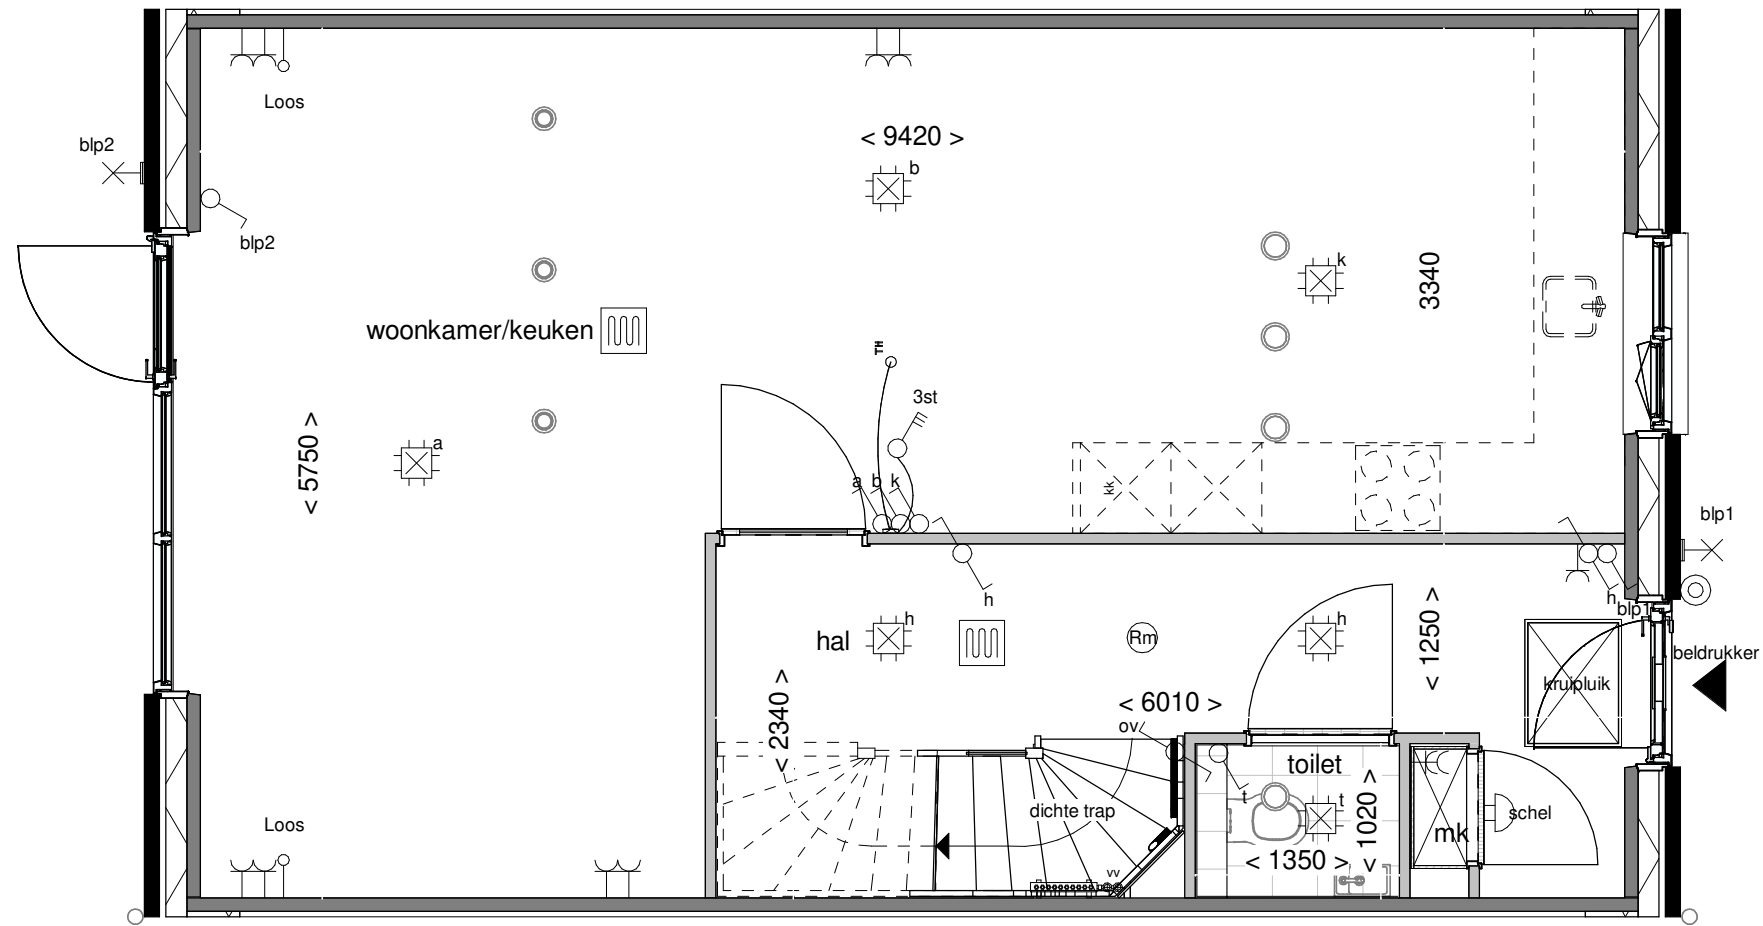 Loos
blp2
< 9420 >
b
blp2
k
3340
woonkamer/keuken
TH
3st
a
< 5750 >
a b k
kk
blp1
h
h
blp1
h
hal
Rm
h
< 1250 >
beldrukker
kruipluik
< 2340 >
< 6010 >
ov
toilet
t
t
dichte trap
< 1020 >
schel
mk
Loos
< 1350 >
vv